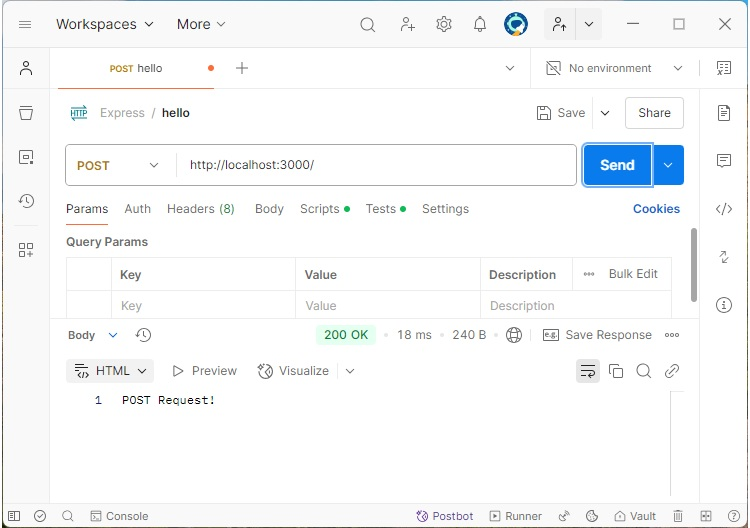 Workspaces More
POST hello
No environment
HTTP Express / hello
Save Share
POST http://localhost:3000/ Send
Params Auth Headers (8) Body Scripts Tests Settings Cookies
Query Params
Key Value Description Bulk Edit
Key Value Description
Body 200 OK 18 ms 240 B e.g. Save Response
HTML Preview Visualize
1 POST Request!
Console Postbot Runner Vault